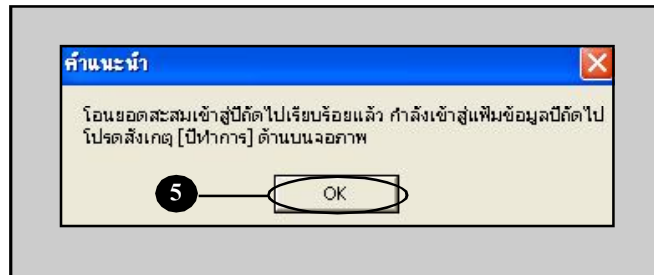 คำแนะนำ
โอนยอดสะสมเข้าสู่ปีถัดไปเรียบร้อยแล้ว กำลังเข้าสู่แฟ้มข้อมูลปีถัดไป
โปรดสังเกตุ [ปีทำการ] ด้านบนจอภาพ
5
OK